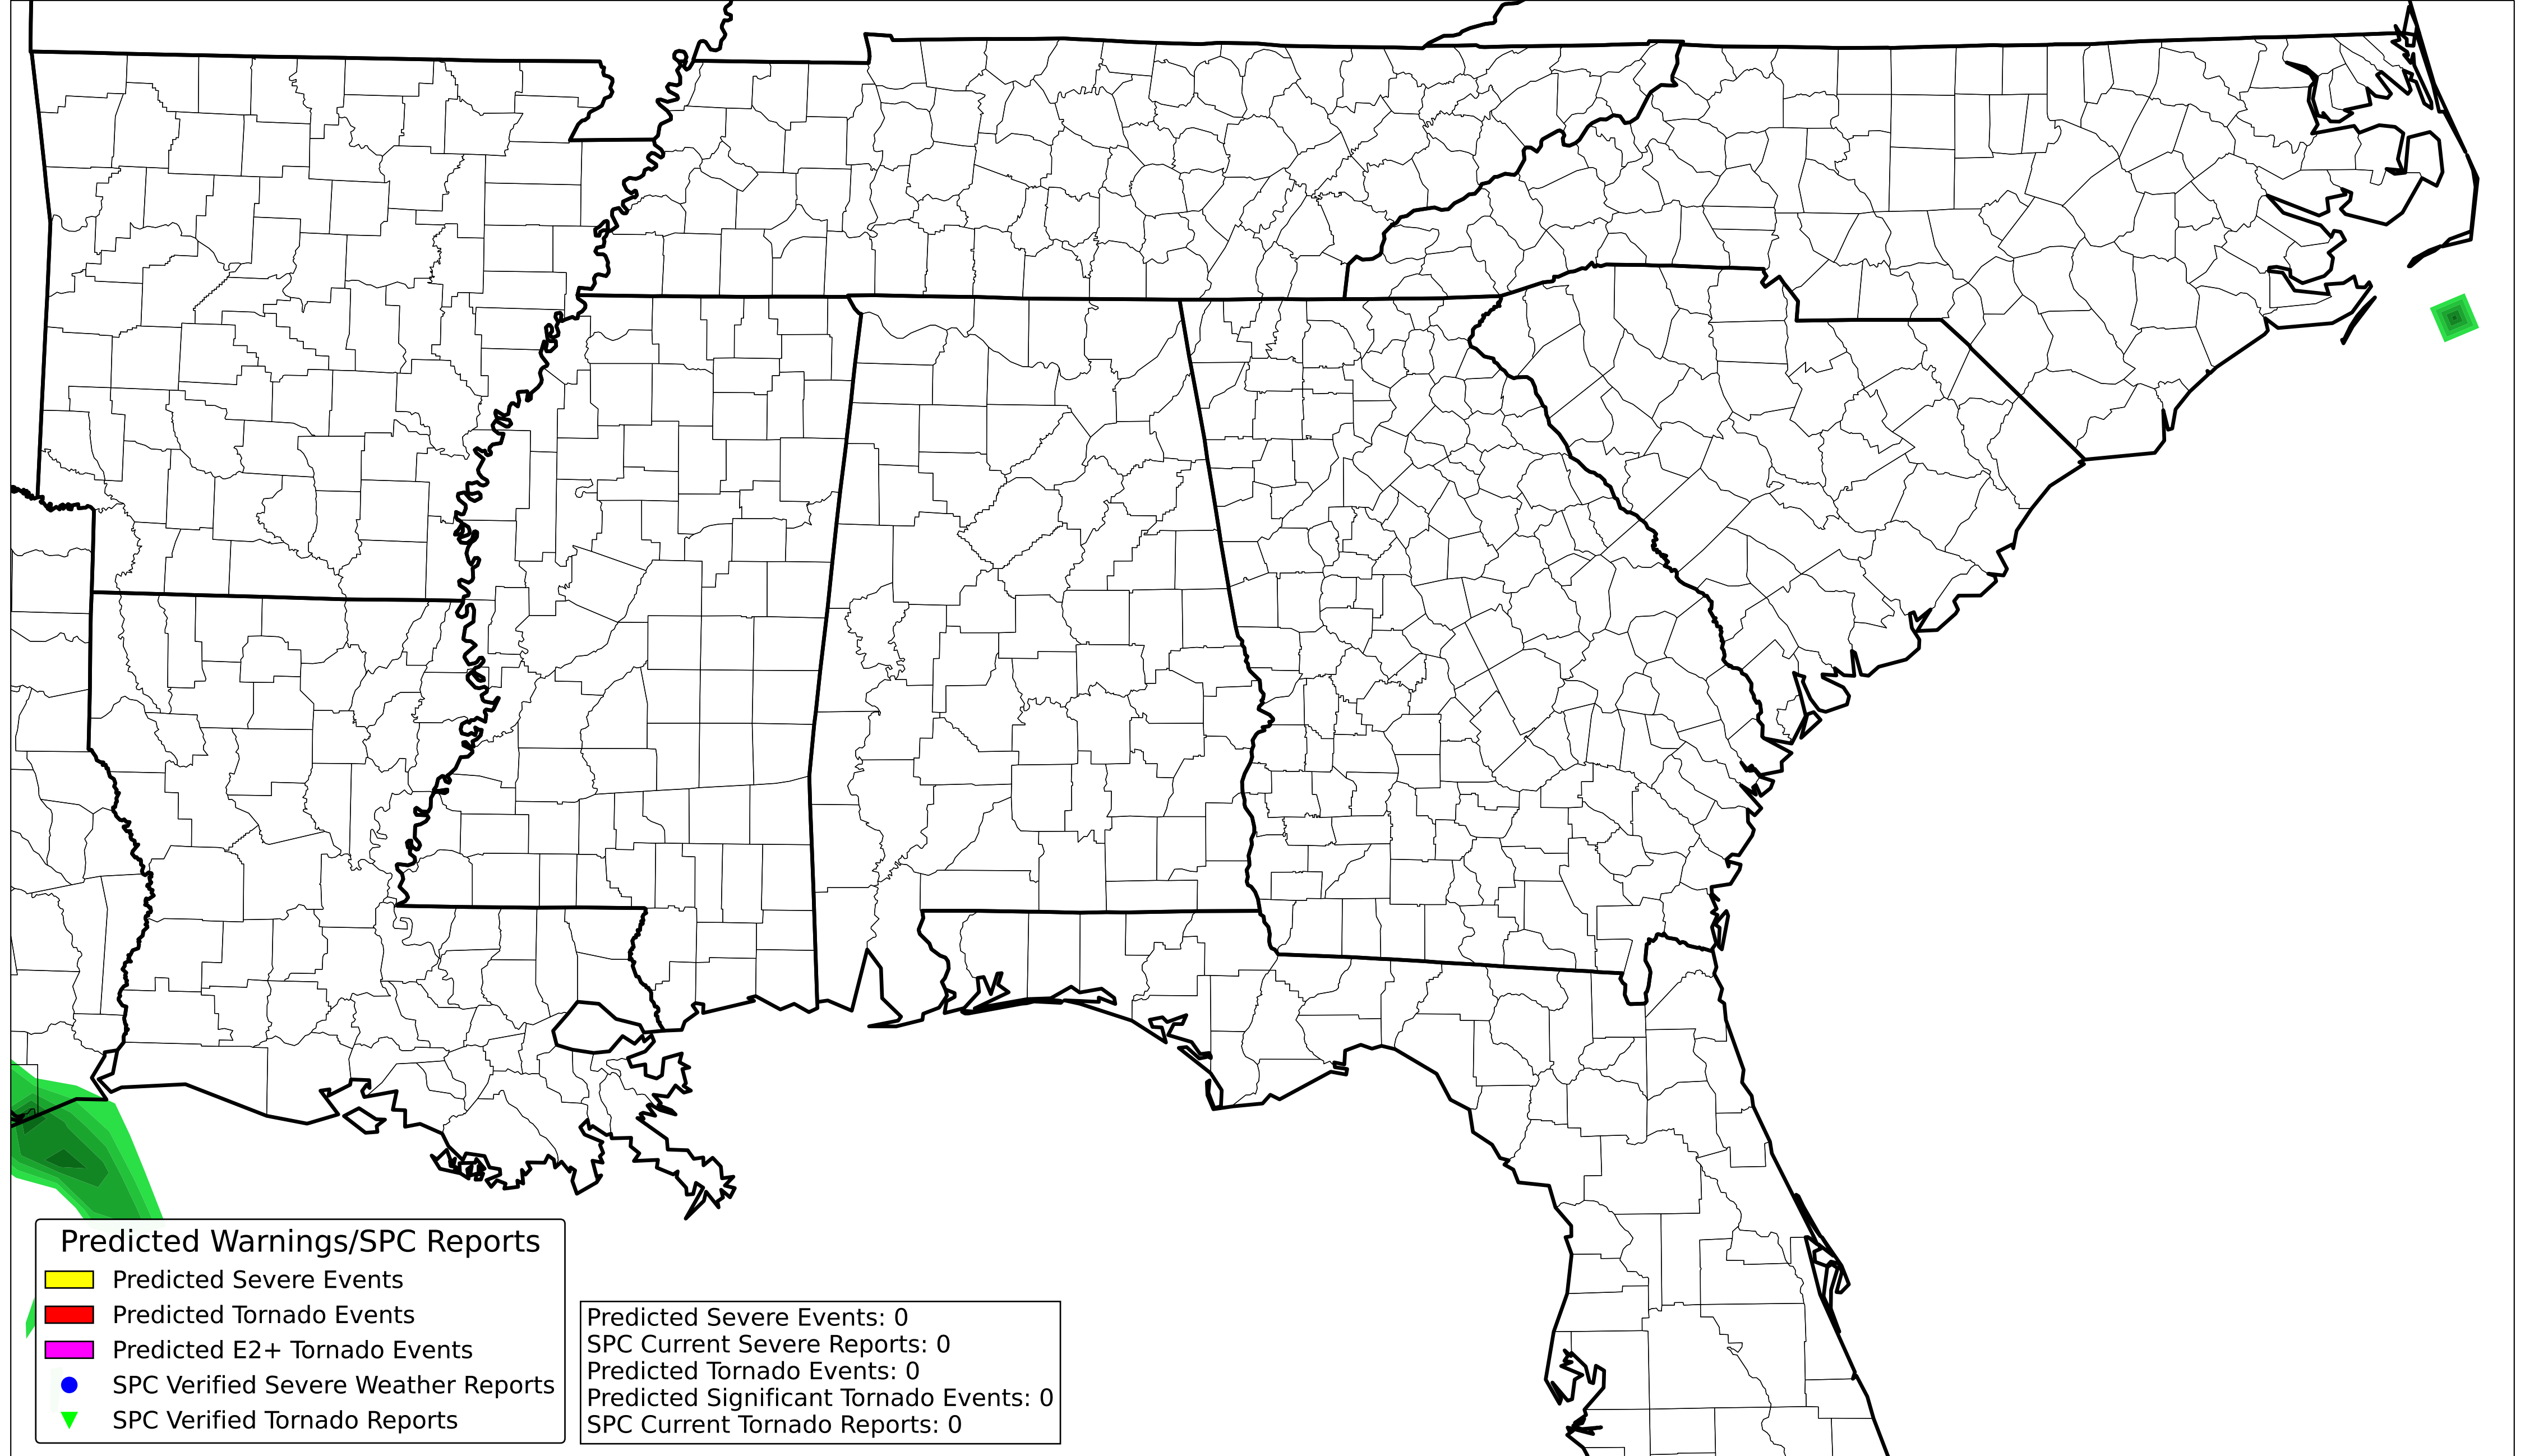 Predicted Warnings/SPC Reports
Predicted Severe Events
Predicted Tornado Events
Predicted E2+ Tornado Events
SPC Verified Severe Weather Reports
SPC Verified Tornado Reports
Predicted Severe Events: 0
SPC Current Severe Reports: 0
Predicted Tornado Events: 0
Predicted Significant Tornado Events: 0
SPC Current Tornado Reports: 0